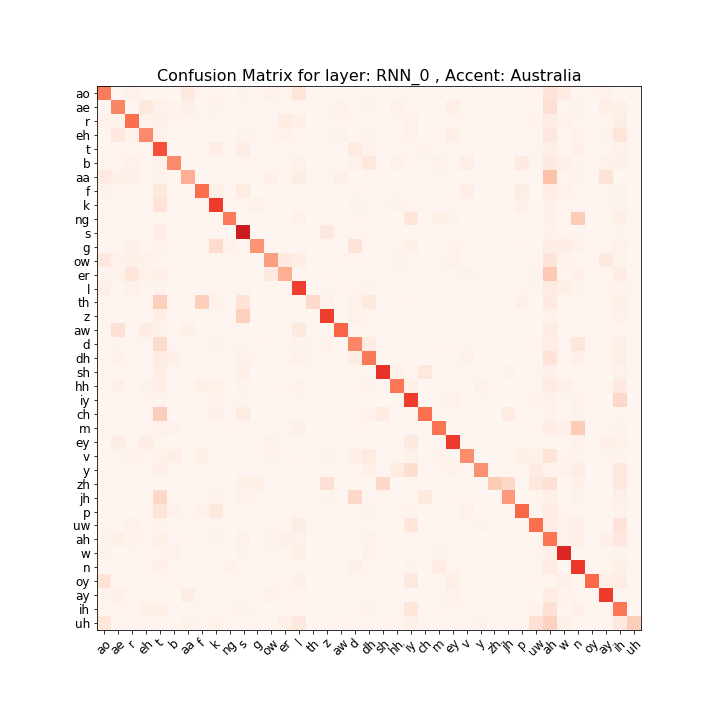 Confusion Matrix for layer: RNN_0 , Accent: Australia
ao
ae
r
eh
t
b
aa
f
k
ng
s
g
ow
er
l
th
z
aw
d
dh
sh
hh
iy
ch
m
ey
v
y
zh
jh
p
uw
ah
w
n
oy
ay
ih
uh
ao ae r eh t b aa f k ng s g ow er l th z aw d dh sh hh iy ch m ey v y zh jh p uw ah w n oy ay ih uh